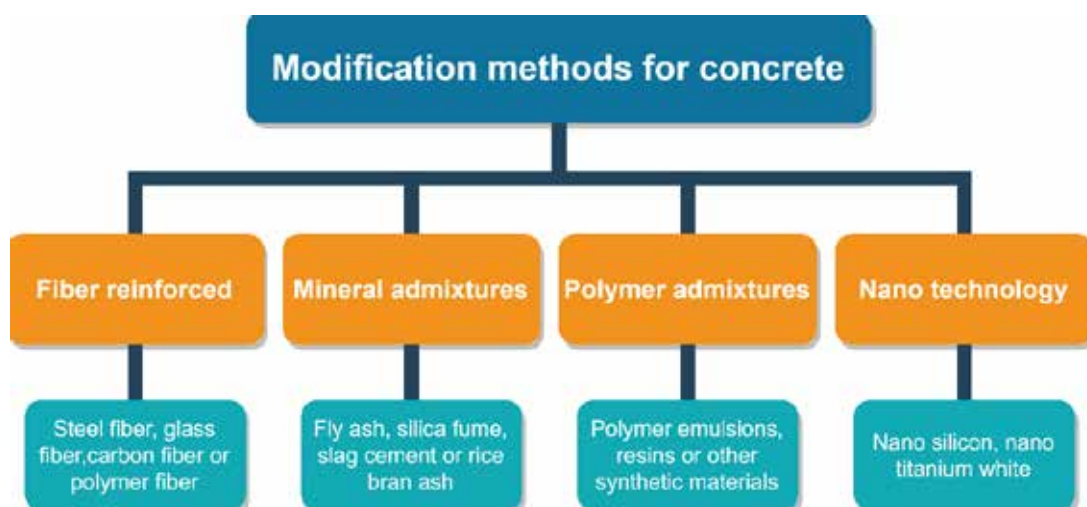 Modification methods for concrete
Fiber reinforced
Mineral admixtures
Polymer admixtures
Nano technology
Steel fiber, glass
fiber,carbon fiber or
polymer fiber
Fly ash, silica fume,
slag cement or rice
bran ash
Polymer emulsions,
resins or other
synthetic materials
Nano silicon, nano
titanium white